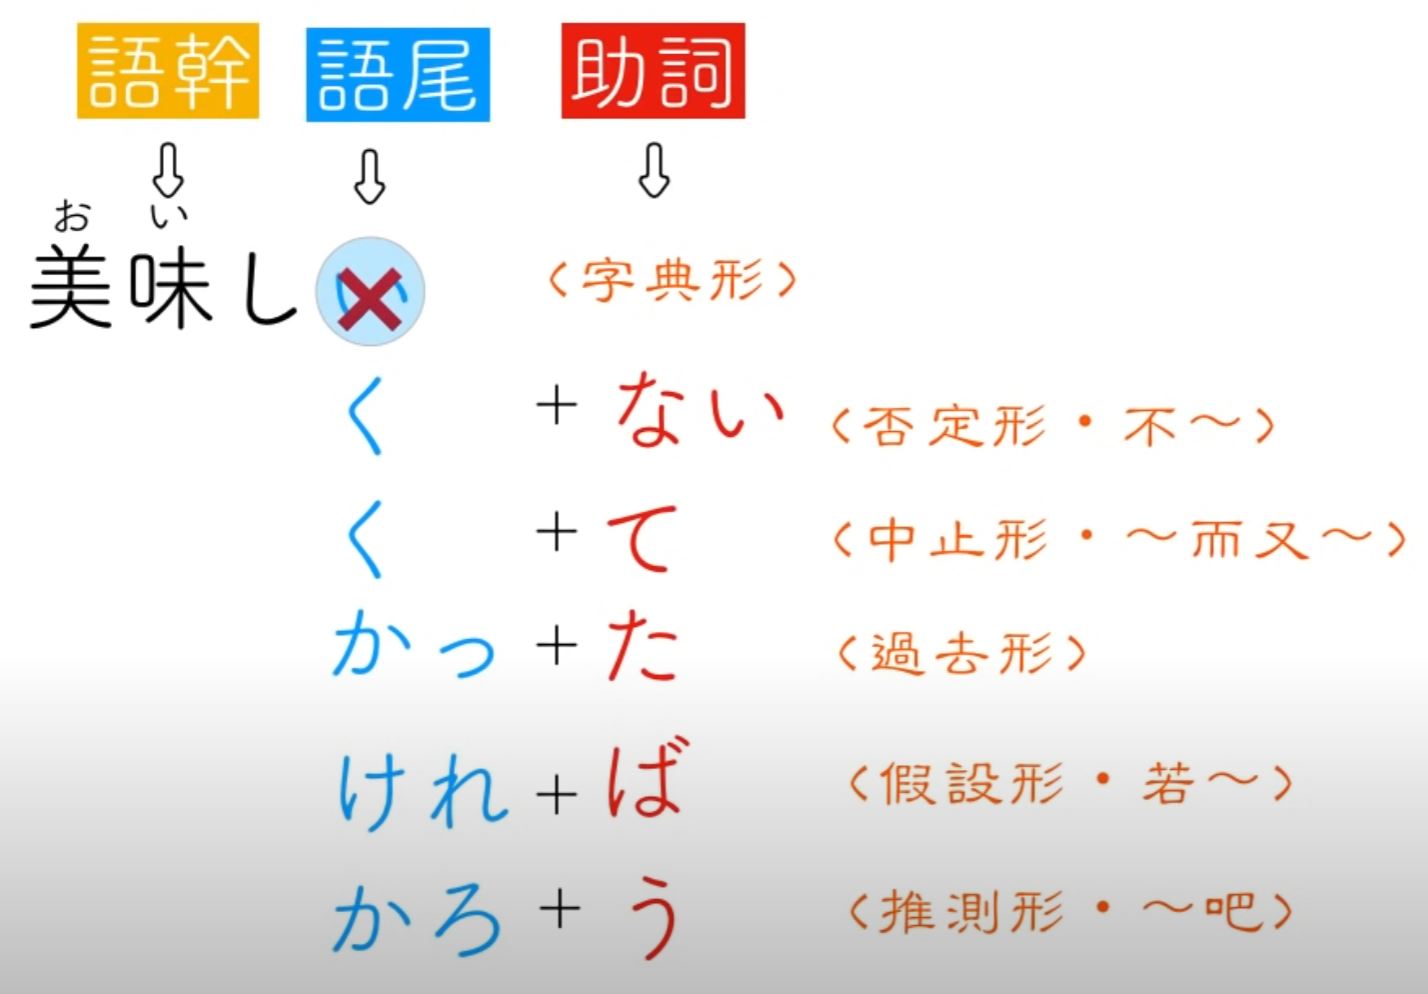 語幹 語尾 助詞
おい
美味しい 〈字典形〉
く + ない 〈否定形・不～〉
く + て 〈中止形・～而又～〉
かっ + た 〈過去形〉
けれ + ば 〈假設形・若～〉
かろ + う 〈推測形・～吧〉